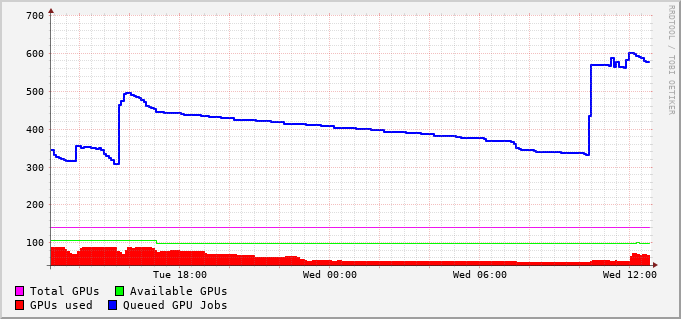 700
600
500
400
300
200
100
Tue 18:00 Wed 00:00 Wed 06:00 Wed 12:00
Total GPUs Available GPUs
GPUs used Queued GPU Jobs
RRDTOOL / TOBI OETIKER